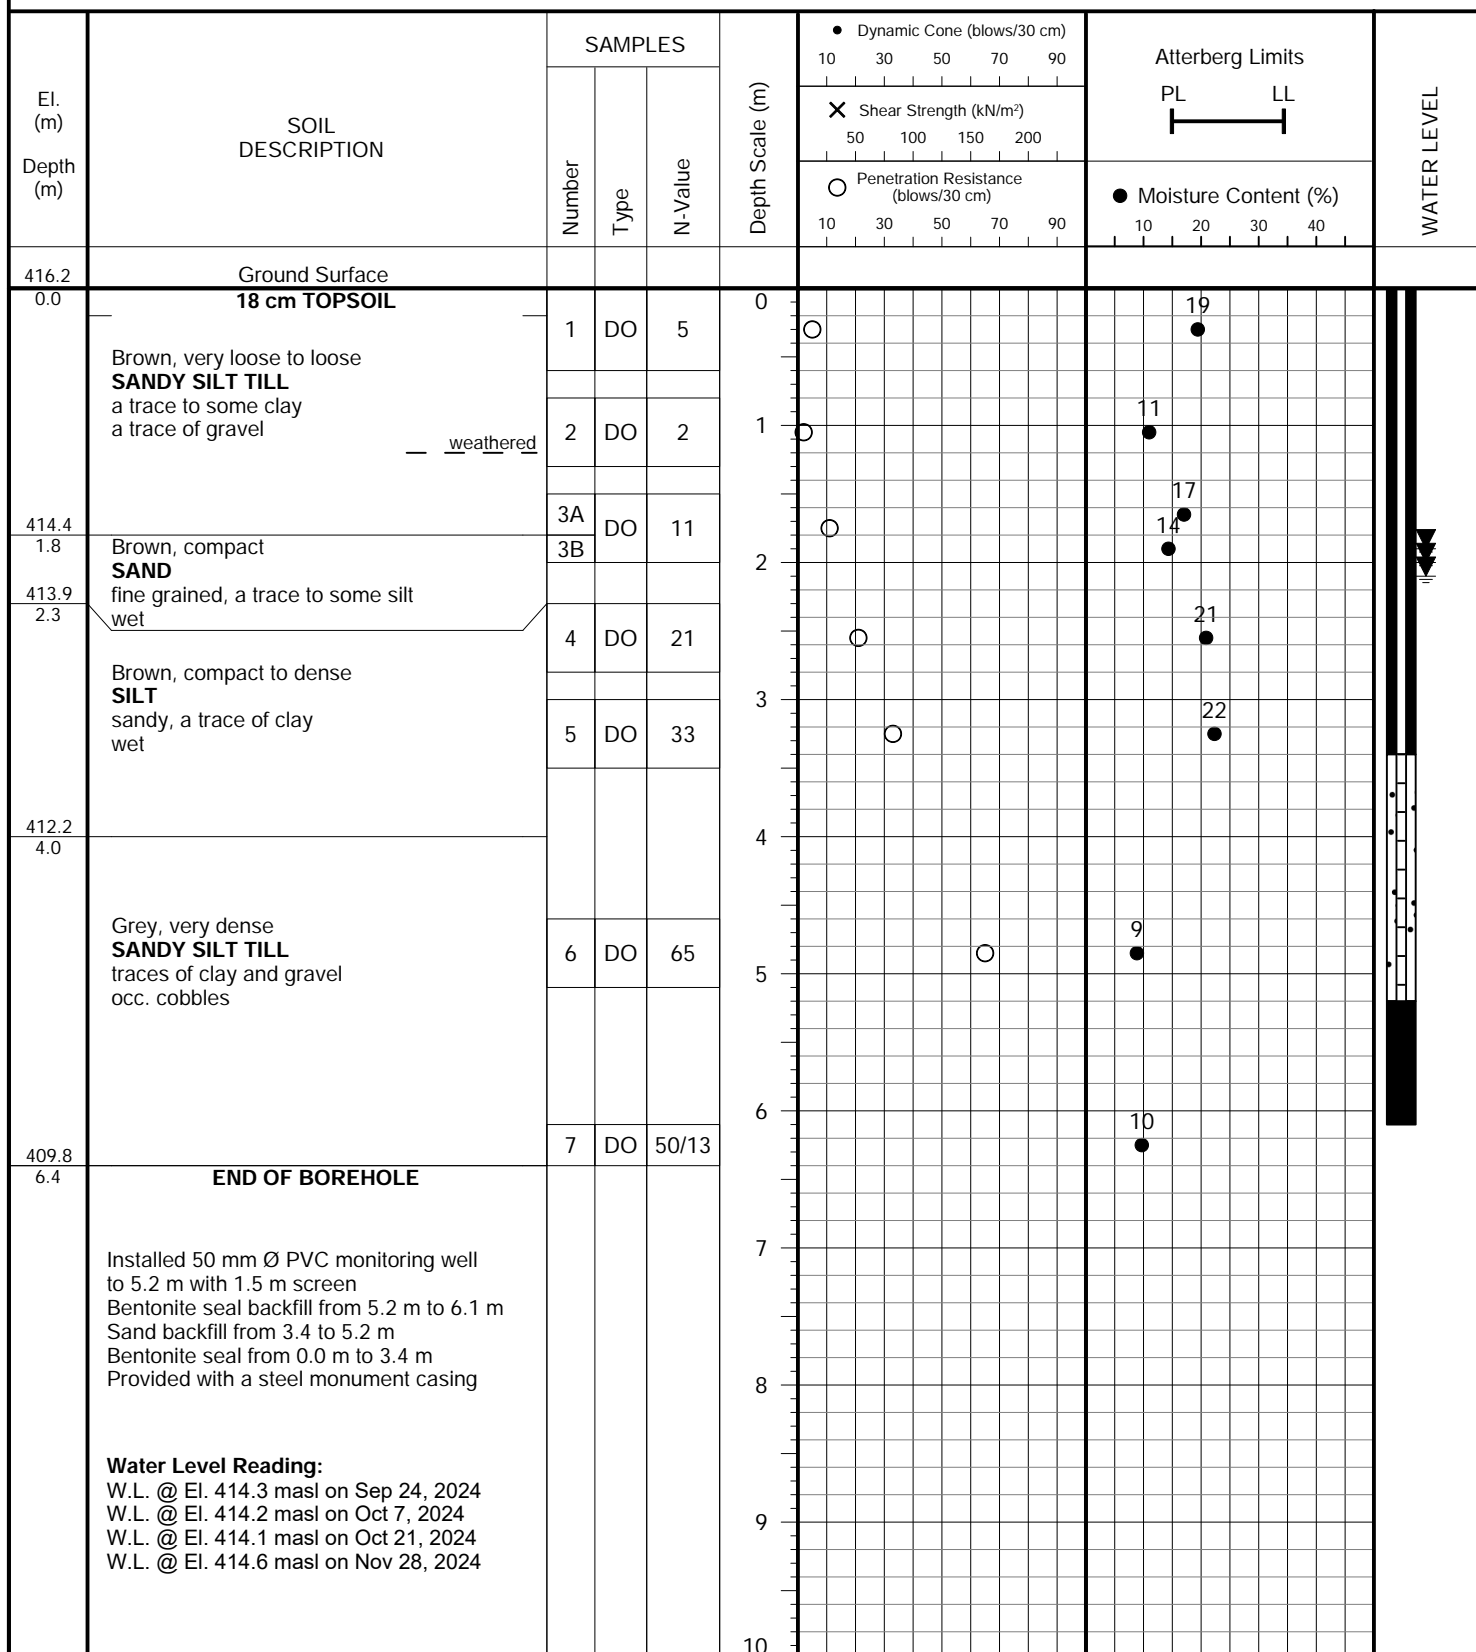 El.
(m)
Depth
(m)
SOIL
DESCRIPTION
SAMPLES
Number
Type
N-Value
Depth Scale (m)
Dynamic Cone (blows/30 cm)
10 30 50 70 90
Shear Strength (kN/m²)
50 100 150 200
Penetration Resistance
(blows/30 cm)
10 30 50 70 90
Atterberg Limits
PL LL
Moisture Content (%)
10 20 30 40
WATER LEVEL
416.2
Ground Surface
0.0
18 cm TOPSOIL
0
1 DO 5
19
Brown, very loose to loose
SANDY SILT TILL
a trace to some clay
a trace of gravel
weathered
2 DO 2
1
11
3A
DO 11
3B
17
14
414.4
1.8
Brown, compact
SAND
fine grained, a trace to some silt
wet
2
413.9
2.3
4 DO 21
21
Brown, compact to dense
SILT
sandy, a trace of clay
wet
3
5 DO 33
22
412.2
4.0
4
Grey, very dense
SANDY SILT TILL
traces of clay and gravel
occ. cobbles
6 DO 65
9
5
6
7 DO 50/13
10
409.8
6.4
END OF BOREHOLE
Installed 50 mm Ø PVC monitoring well
to 5.2 m with 1.5 m screen
Bentonite seal backfill from 5.2 m to 6.1 m
Sand backfill from 3.4 to 5.2 m
Bentonite seal from 0.0 m to 3.4 m
Provided with a steel monument casing
7
8
Water Level Reading:
W.L. @ El. 414.3 masl on Sep 24, 2024
W.L. @ El. 414.2 masl on Oct 7, 2024
W.L. @ El. 414.1 masl on Oct 21, 2024
W.L. @ El. 414.6 masl on Nov 28, 2024
9
10